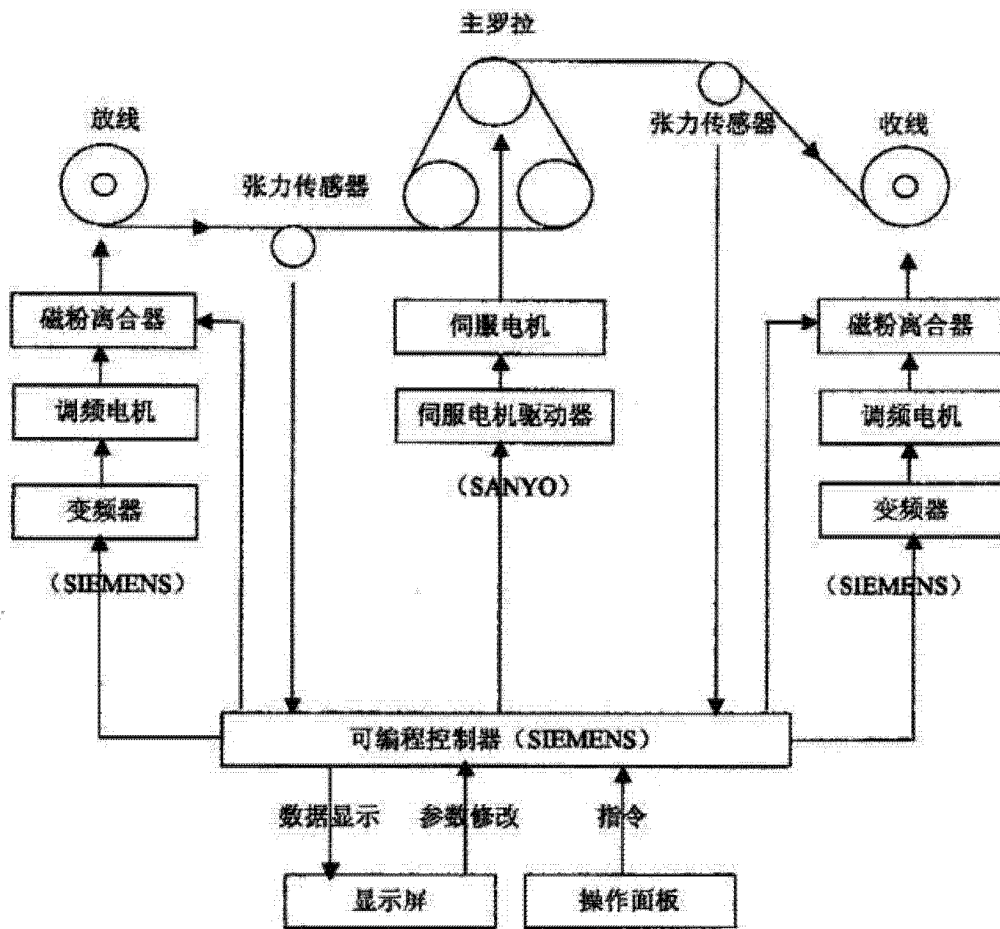 主罗拉
放线
张力传感器
张力传感器
收线
磁粉离合器
伺服电机
磁粉离合器
调频电机
伺服电机驱动器
调频电机
（SANYO）
变频器
变频器
（SIEMENS）
（SIEMENS）
可编程控制器（SIEMENS）
数据显示
参数修改
指令
显示屏
操作面板